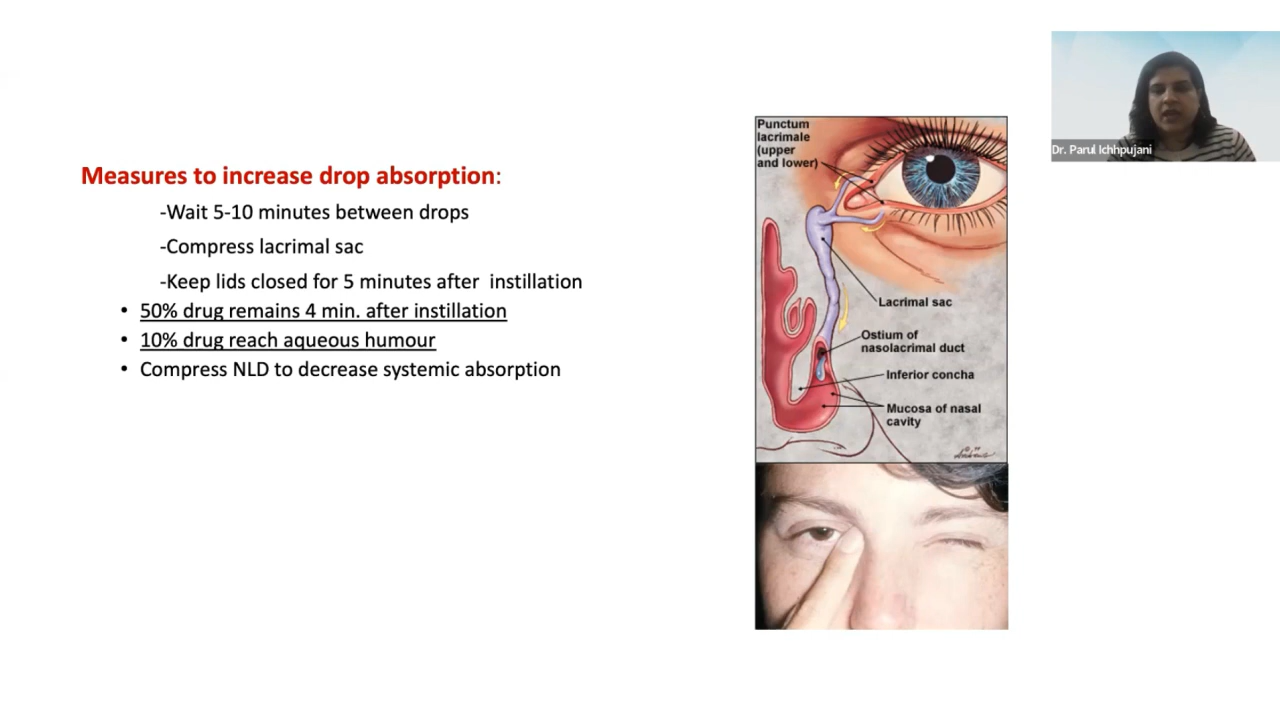 Measures to increase drop absorption:
-Wait 5-10 minutes between drops
-Compress lacrimal sac
-Keep lids closed for 5 minutes after instillation
• 50% drug remains 4 min. after instillation
• 10% drug reach aqueous humour
• Compress NLD to decrease systemic absorption
Punctum
lacrimale
(upper
and lower)
Lacrimal sac
Ostium of
nasolacrimal duct
Inferior concha
Mucosa of nasal
cavity
Dr. Parul Ichhpujani